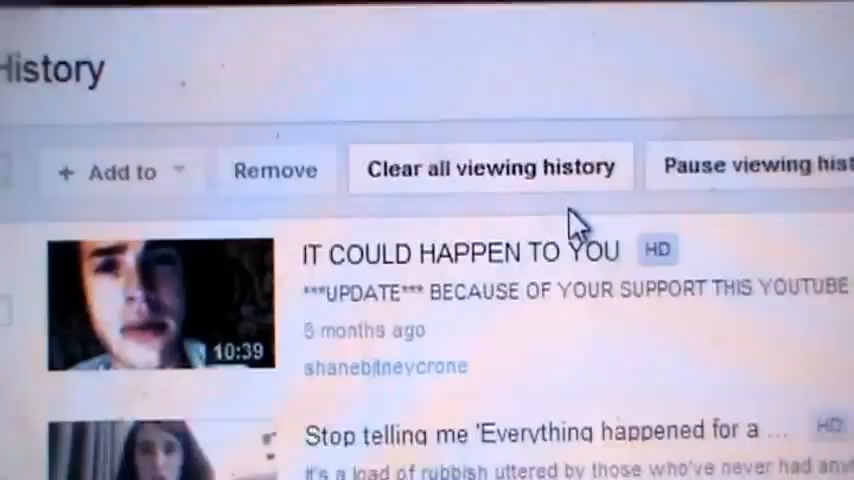 History
+ Add to Remove Clear all viewing history Pause viewing hist
IT COULD HAPPEN TO YOU HD
***UPDATE*** BECAUSE OF YOUR SUPPORT THIS YOUTUBE
months ago
10:39
shanebitneycrone
Stop telling me 'Everything happened for a ... HD
It's a load of rubbish uttered by those who've never had any